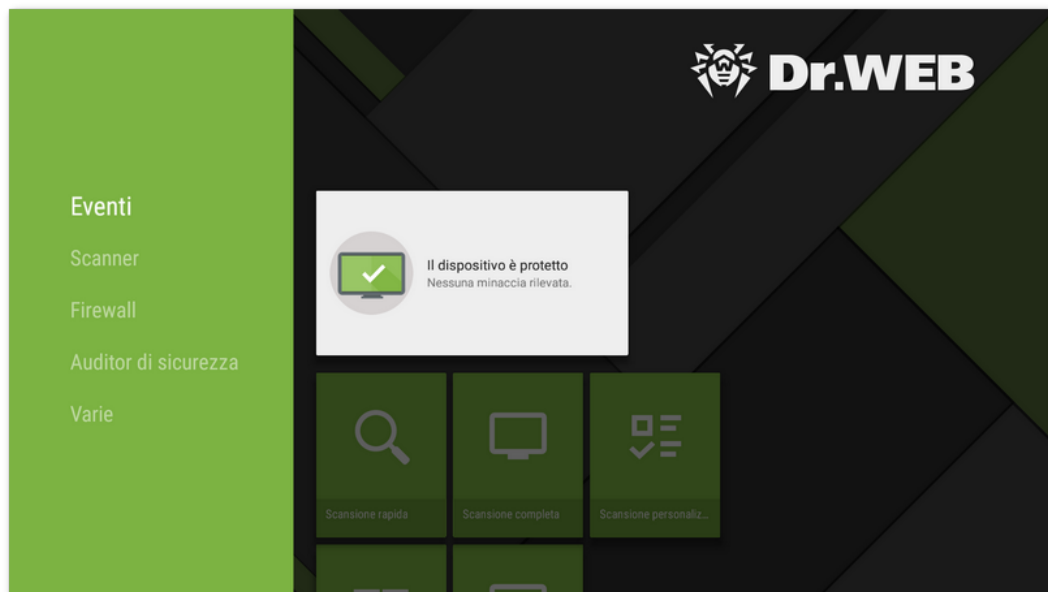 Dr.WEB
Eventi
Scanner
Firewall
Auditor di sicurezza
Varie
Il dispositivo è protetto
Nessuna minaccia rilevata.
Scansione rapida
Scansione completa
Scansione personaliz...